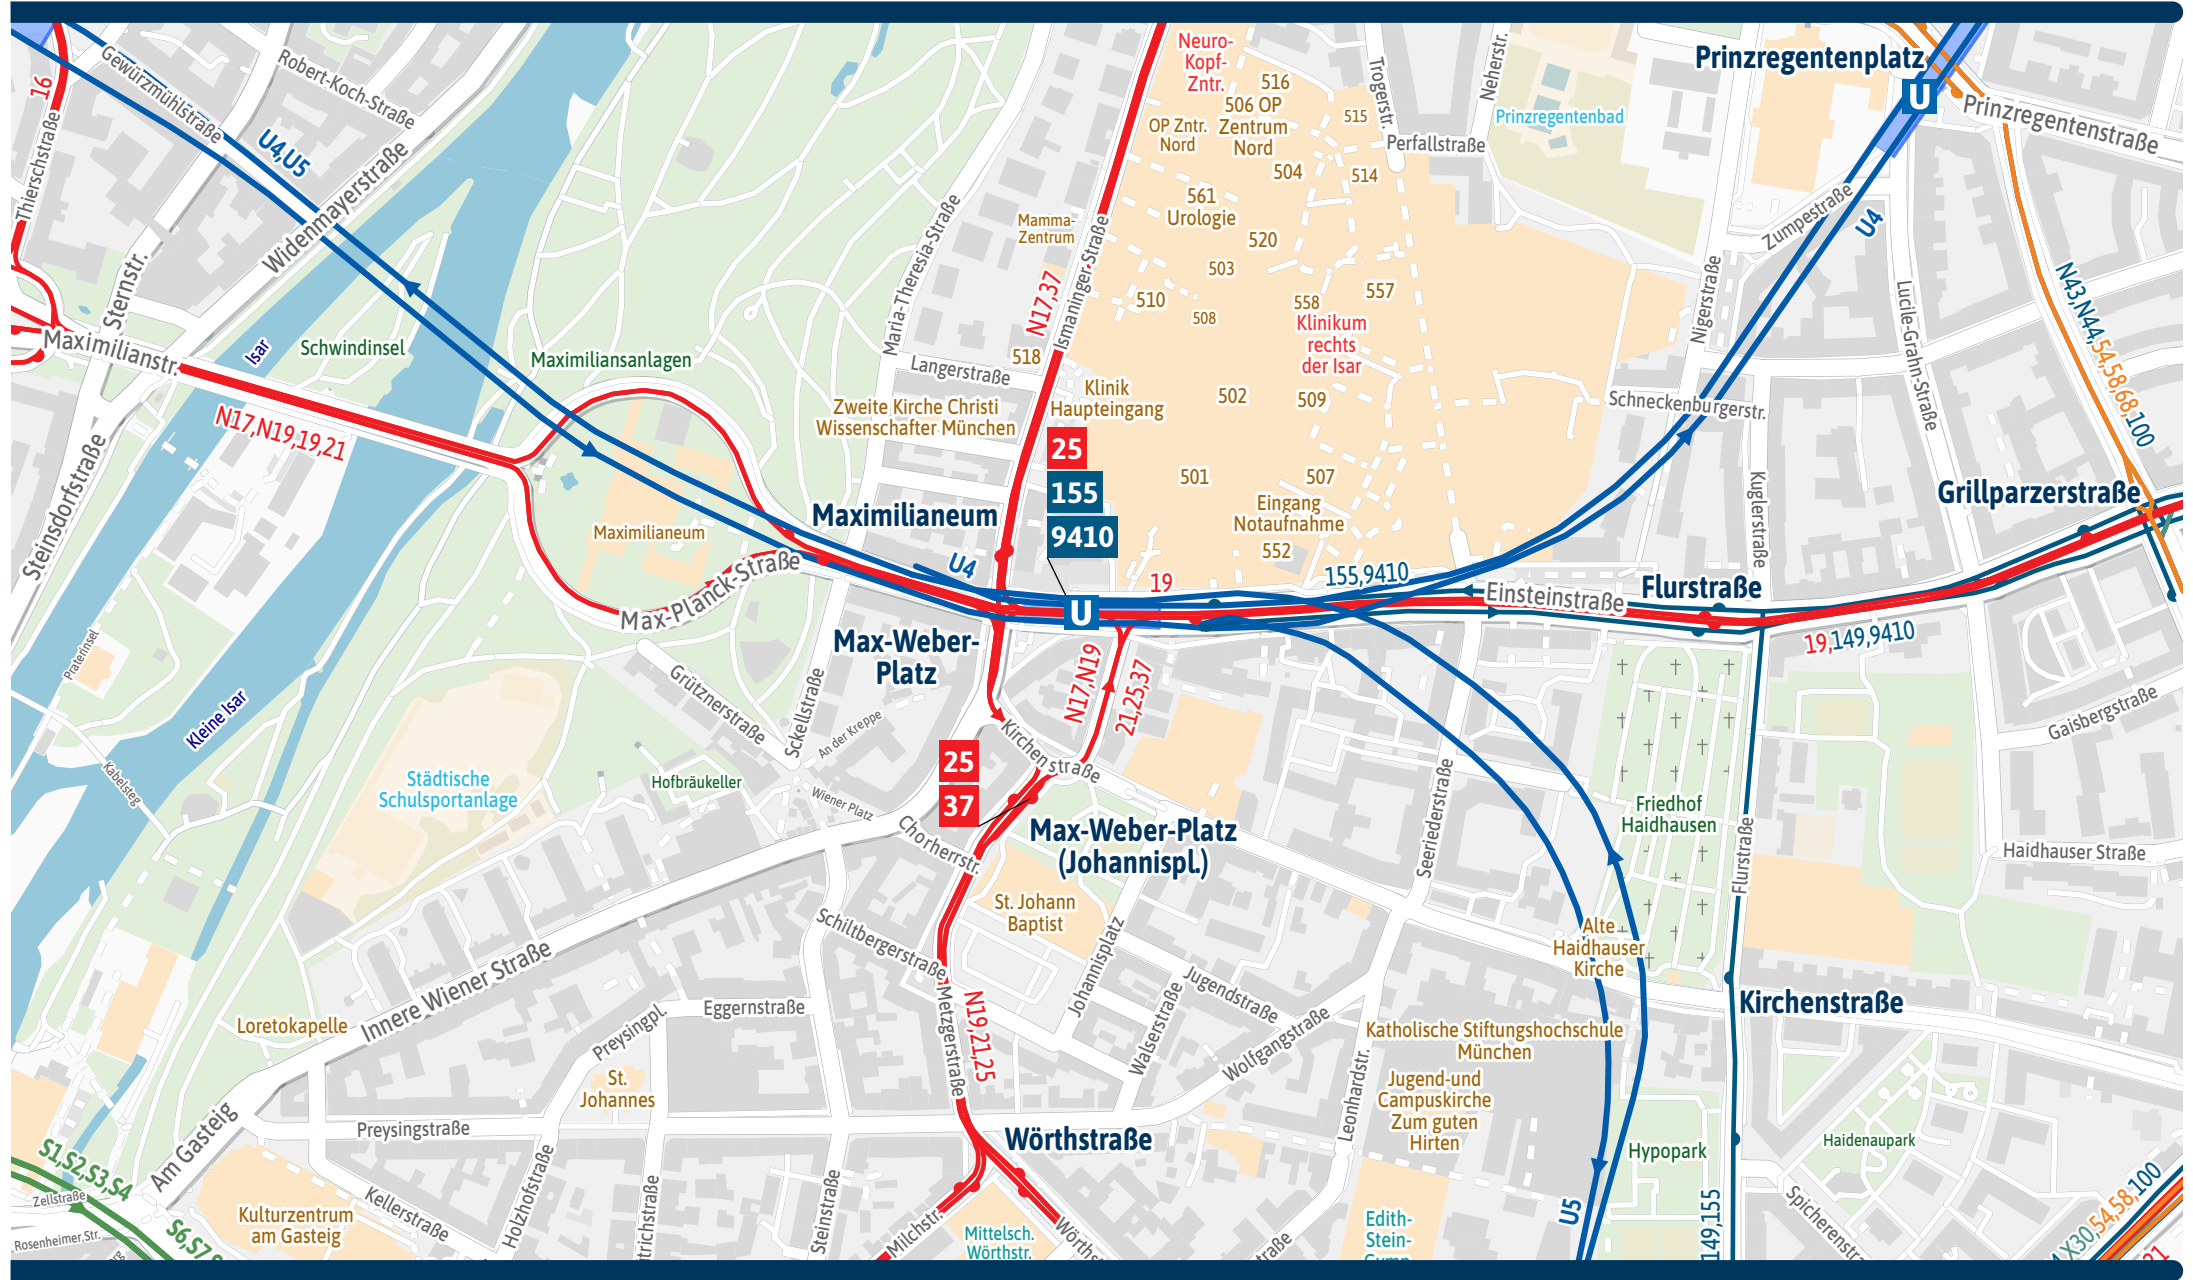 Prinzregentenplatz
U
Prinzregentenstraße
Neuro-
Kopf-
Zntr.
516
506 OP
Zentrum
Nord
OP Zntr.
Nord
515
504
514
Trogerstr.
Neherstr.
Perfallstraße
Prinzregentenbad
Gewürzmühlstraße
Robert-Koch-Straße
16
Thierschstraße
U4,U5
Widenmayerstraße
Sternstr.
561
Urologie
520
503
Mamma-
Zentrum
510
508
558
557
Klinikum
rechts
der Isar
Maria-Theresia-Straße
Ismaninger Straße
N17,37
518
Langerstraße
Zumpestraße
U4
Nigerstraße
Lucile-Grahn-Straße
N43,N44,54,58,68,100
Maximilianstr.
Isar
Schwindinsel
Maximiliansanlagen
N17,N19,19,21
Steinsdorfstraße
Zweite Kirche Christi
Wissenschafter München
Klinik
Haupteingang
502
509
Schneckenburgerstr.
25
155
9410
501
507
Eingang
Notaufnahme
552
Kuglerstraße
Grillparzerstraße
Maximilianeum
Maximilianeum
U4
Max-Planck-Straße
U
19
155,9410
Einsteinstraße
Flurstraße
19,149,9410
Max-Weber-
Platz
Praterinsel
Kleine Isar
Kabelsteg
Grütznerstraße
Sckellstraße
An der Kreppe
N17,N19
21,25,37
Kirchenstraße
Gaisbergstraße
Städtische
Schulsportanlage
Hofbräukeller
Wiener Platz
25
37
Chorherrstr.
Max-Weber-Platz
(Johannispl.)
Seeriederstraße
Friedhof
Haidhausen
Flurstraße
Haidhauser Straße
St. Johann
Baptist
Schiltbergerstraße
Johannisplatz
Alte
Haidhauser
Kirche
Innere Wiener Straße
Loretokapelle
Eggernstraße
Preysingpl.
Metzgerstraße
N19,21,25
Jugendstraße
Walserstraße
Wolfgangstraße
Kirchenstraße
Katholische Stiftungshochschule
München
Jugend-und
Campuskirche
Zum guten
Hirten
Leonhardstr.
St.
Johannes
Preysingstraße
Am Gasteig
Wörthstraße
Hypopark
Haidenaupark
S1,S2,S3,S4
Zellstraße
S6,S7,
Rosenheimer Str.
Kulturzentrum
am Gasteig
Kellerstraße
Holzhofstraße
Steinstraße
Milchstr.
Mittelsch.
Wörthstr.
Edith-
Stein-
U5
149,155
X30,54,58,100
21